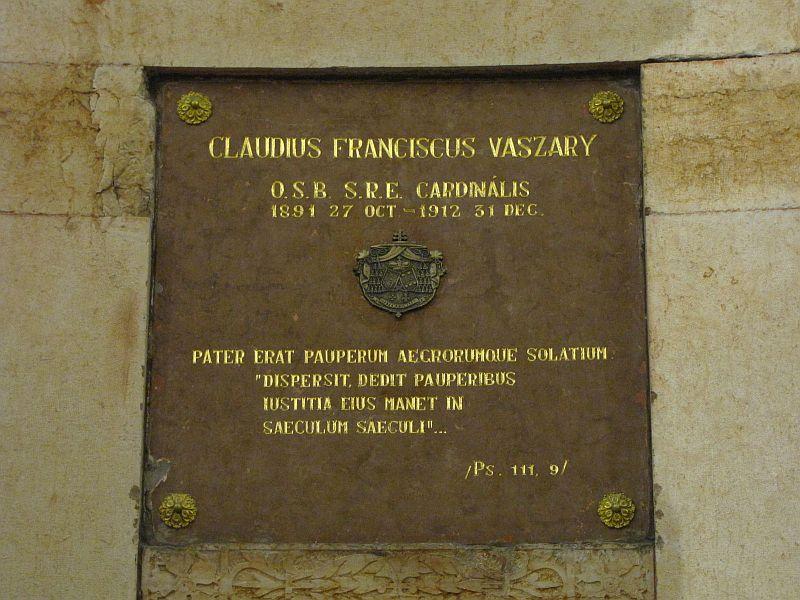 CLAUDIUS FRANCISCUS VASZARY
O.S.B. S.R.E. CARDINÁLIS
1891 27 OCT - 1912 31 DEC.
PATER ERAT PAUPERUM AEGRORUMQUE SOLATIUM.
"DISPERSIT, DEDIT PAUPERIBUS
IUSTITIA EIUS MANET IN
SAECULUM SAECULI"...
/PS. 111, 9/